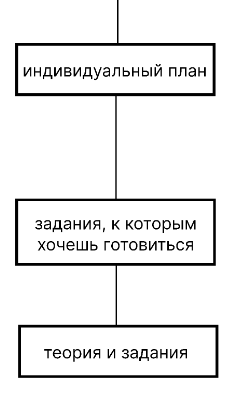 индивидуальный план
задания, к которым
хочешь готовиться
теория и задания